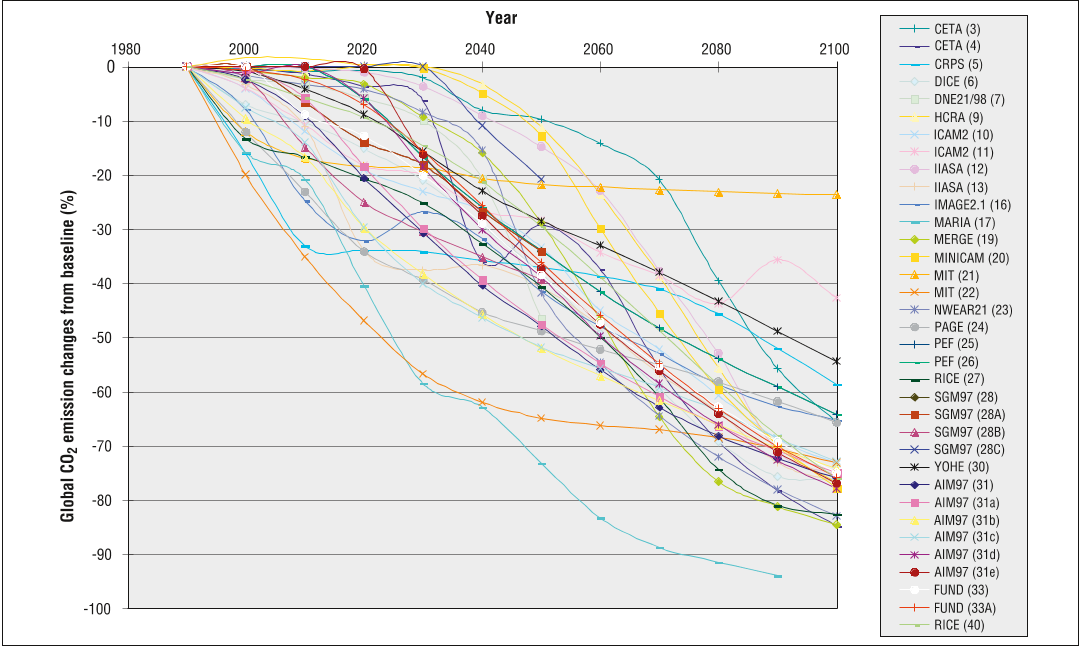 Year
1980 2000 2020 2040 2060 2080 2100
0
-10
-20
-30
-40
-50
-60
-70
-80
-90
-100
Global CO2 emission changes from baseline (%)
CETA (3)
CETA (4)
CRPS (5)
DICE (6)
DNE21/98 (7)
HCRA (9)
ICAM2 (10)
ICAM2 (11)
IIASA (12)
IIASA (13)
IMAGE2.1 (16)
MARIA (17)
MERGE (19)
MINICAM (20)
MIT (21)
MIT (22)
NWEAR21 (23)
PAGE (24)
PEF (25)
PEF (26)
RICE (27)
SGM97 (28)
SGM97 (28A)
SGM97 (28B)
SGM97 (28C)
YOHE (30)
AIM97 (31)
AIM97 (31a)
AIM97 (31b)
AIM97 (31c)
AIM97 (31d)
AIM97 (31e)
FUND (33)
FUND (33A)
RICE (40)